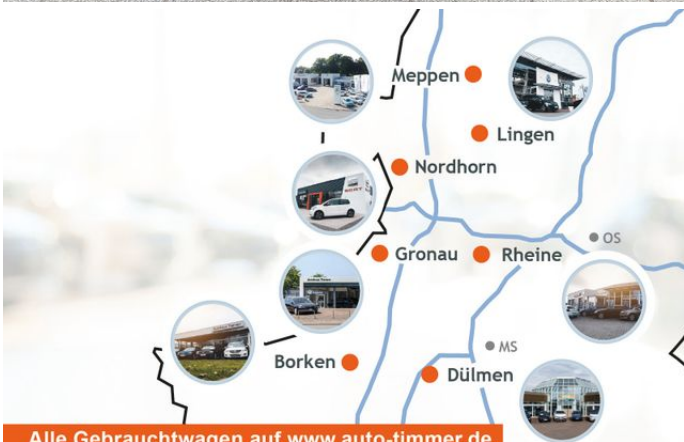 Meppen
Lingen
Nordhorn
OS
Gronau
Rheine
MS
Borken
Dülmen
Alle Gebrauchtwagen auf www.auto-timmer.de